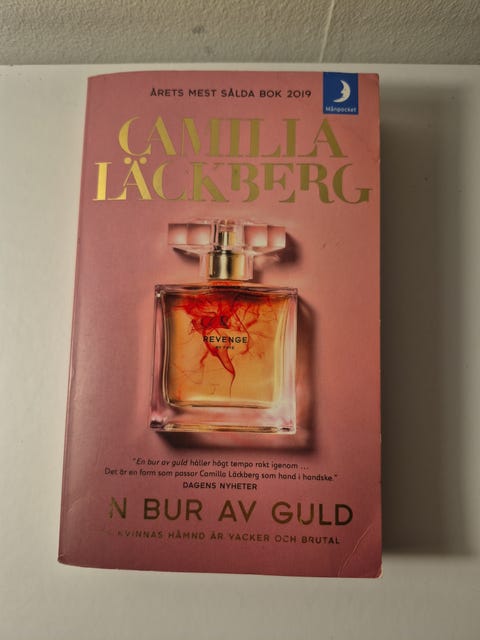 ÅRETS MEST SÅLDA BOK 2019
Månpocket
CAMILLA
LÄCKBERG
REVENGE
"En bur av guld håller högt tempo rakt igenom ...
Det är en form som passar Camilla Läckberg som hand i handske."
DAGENS NYHETER
N BUR AV GULD
KVINNAS HÄMND ÄR VACKER OCH BRUTAL